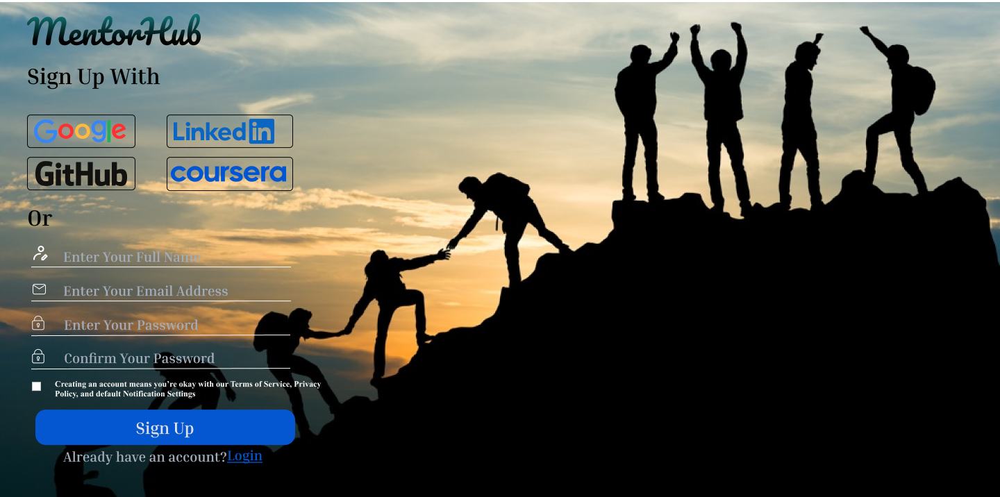 MentorHub
Sign Up With
Google
Linked in
GitHub
coursera
Or
Enter Your Full Name
Enter Your Email Address
Enter Your Password
Confirm Your Password
Creating an account means you're okay with our Terms of Service, Privacy
Policy, and default Notification Settings
Sign Up
Already have an account?Login